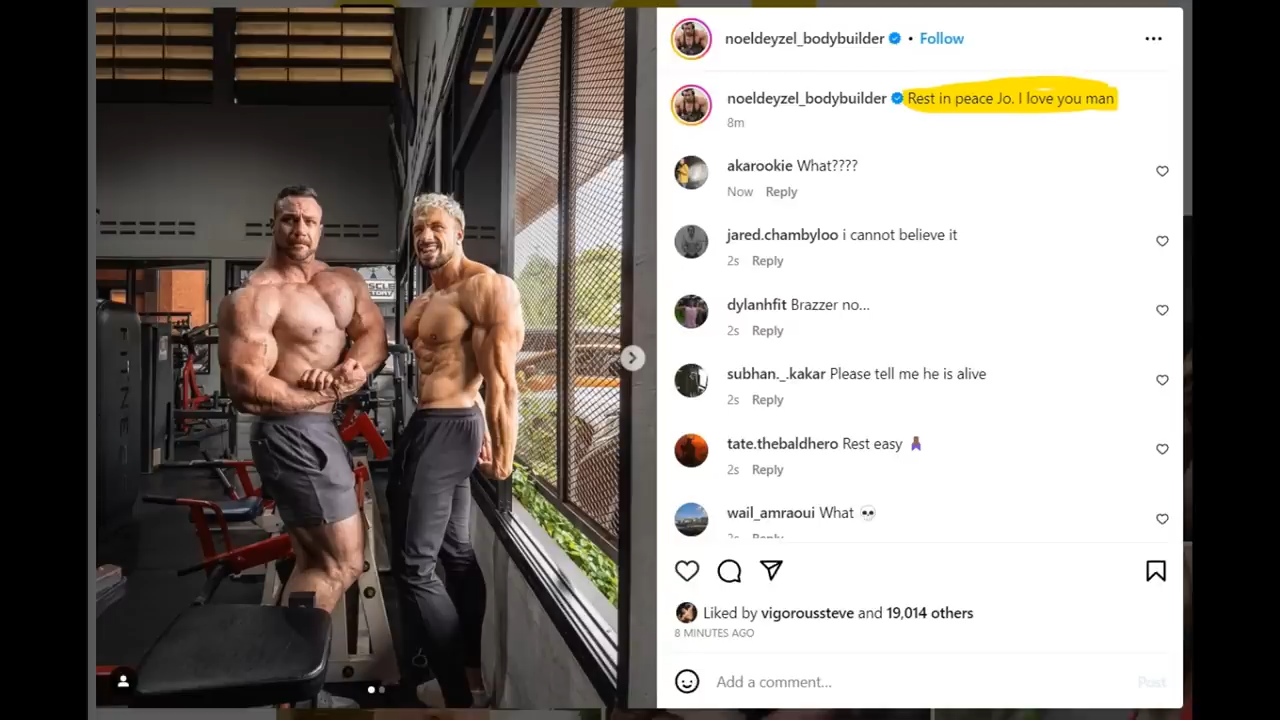 noeldeyzel_bodybuilder • Follow
noeldeyzel_bodybuilder Rest in peace Jo. I love you man
8m
akarookie What????
Now Reply
jared.chambyloo i cannot believe it
2s Reply
dylanhfit Brazzer no...
2s Reply
subhan._.kakar Please tell me he is alive
2s Reply
tate.thebaldhero Rest easy
2s Reply
wail_amraoui What 💀
2s Reply
Liked by vigoroussteve and 19,014 others
8 MINUTES AGO
Add a comment...
Post